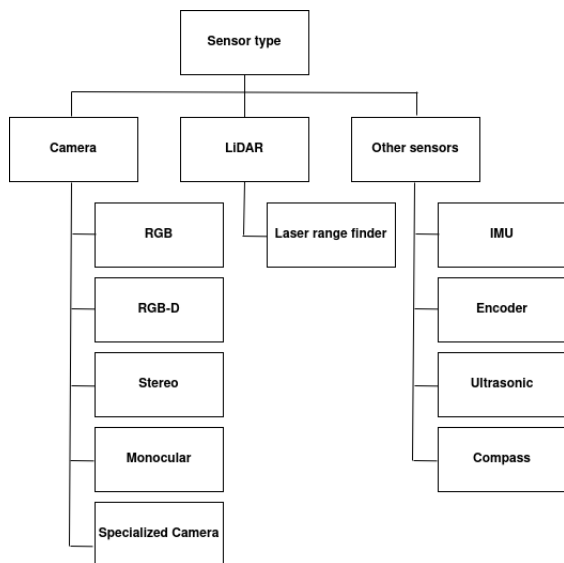 Sensor type
Camera
LiDAR
Other sensors
RGB
Laser range finder
IMU
RGB-D
Encoder
Stereo
Ultrasonic
Monocular
Compass
Specialized Camera